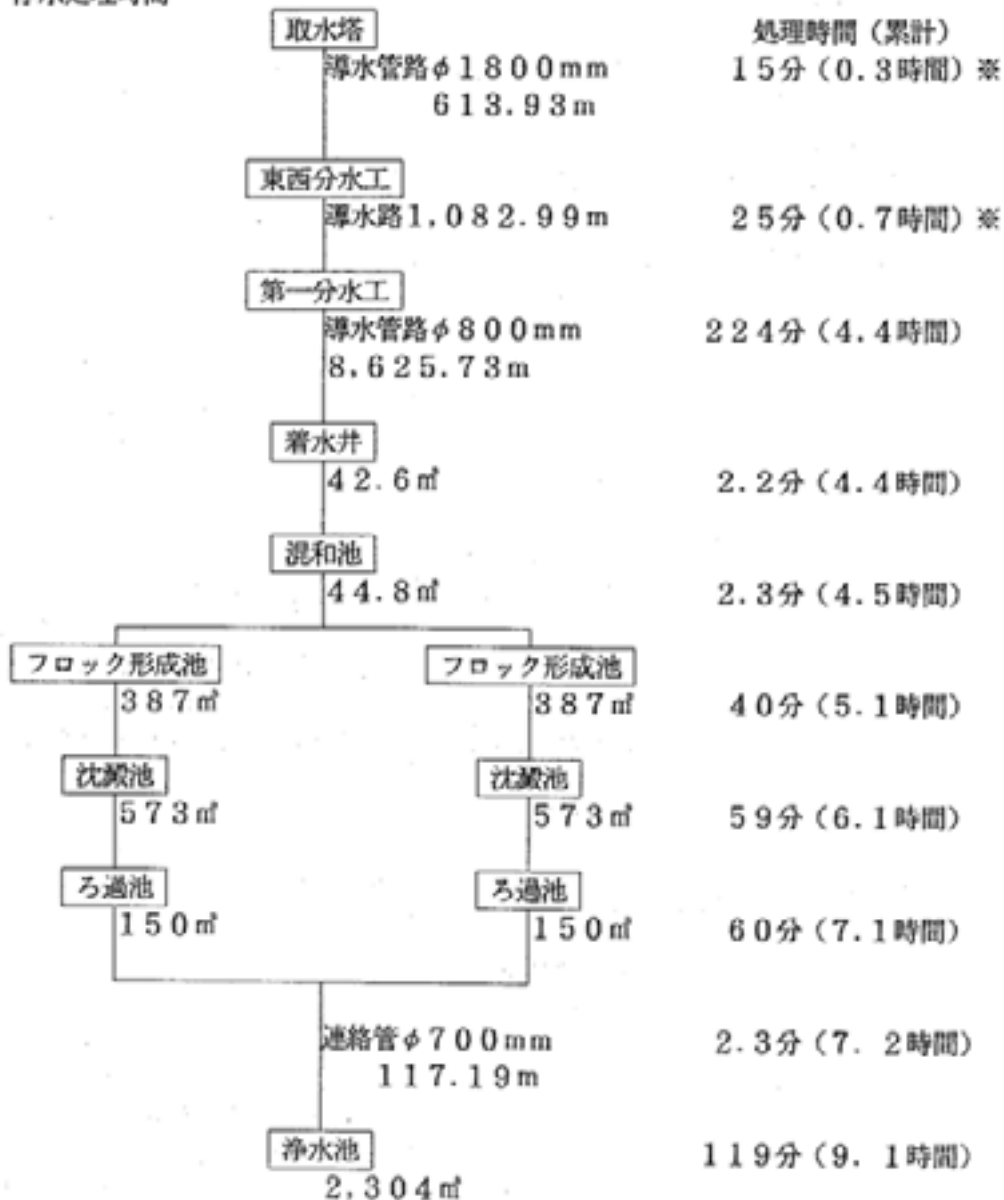 取水塔
処理時間（累計）
導水管路φ1800mm
15分（0.3時間）※
613.93m
東西分水工
導水路1,082.99m
25分（0.7時間）※
第一分水工
導水管路φ800mm
224分（4.4時間）
8,625.73m
着水井
42.6㎥
2.2分（4.4時間）
混和池
44.8㎥
2.3分（4.5時間）
フロック形成池
フロック形成池
387㎥
387㎥
40分（5.1時間）
沈澱池
沈澱池
573㎥
573㎥
59分（6.1時間）
ろ過池
ろ過池
150㎥
150㎥
60分（7.1時間）
連絡管φ700mm
2.3分（7.2時間）
117.19m
浄水池
119分（9.1時間）
2,304㎥